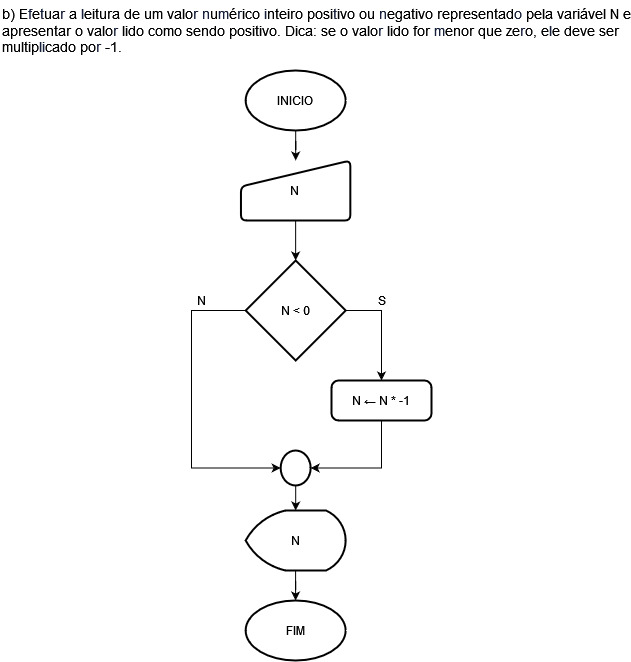 b) Efetuar a leitura de um valor numérico inteiro positivo ou negativo representado pela variável N e
apresentar o valor lido como sendo positivo. Dica: se o valor lido for menor que zero, ele deve ser
multiplicado por -1.
INICIO
N
N < 0
N
S
N ← N * -1
N
FIM